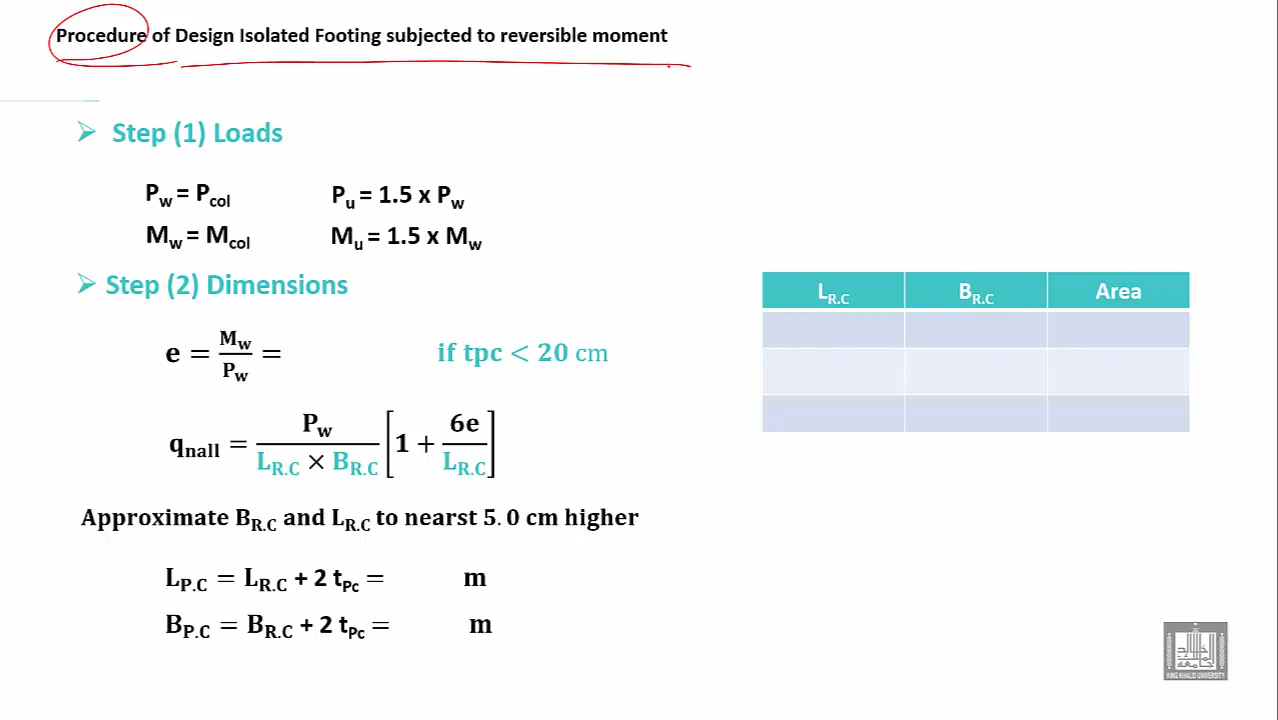 Procedure of Design Isolated Footing subjected to reversible moment
➢ Step (1) Loads
P_w = P_col    P_u = 1.5 x P_w
M_w = M_col    M_u = 1.5 x M_w
➢ Step (2) Dimensions
L_R.C    B_R.C    Area
e = M_w / P_w =    if tpc < 20 cm
q_nall = P_w / (L_R.C × B_R.C) [1 + 6e / L_R.C]
Approximate B_R.C and L_R.C to nearst 5.0 cm higher
L_P.C = L_R.C + 2 t_Pc =    m
B_P.C = B_R.C + 2 t_Pc =    m
KING KHALID UNIVERSITY